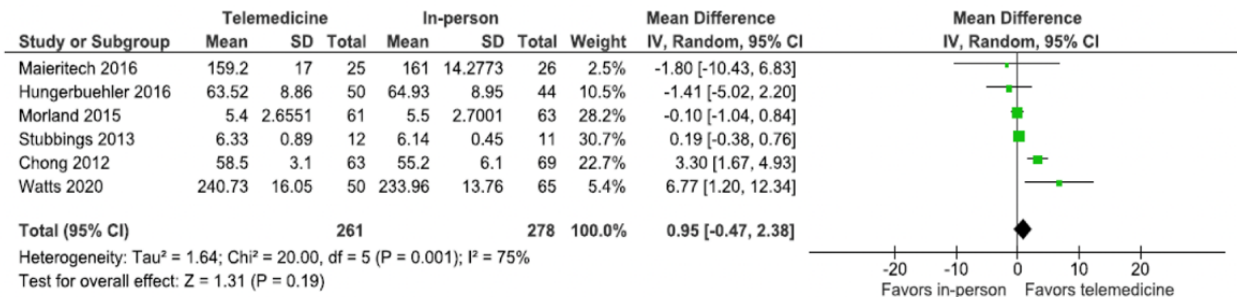 Telemedicine In-person Mean Difference Mean Difference
Study or Subgroup Mean SD Total Mean SD Total Weight IV, Random, 95% CI IV, Random, 95% CI
Maieritech 2016 159.2 17 25 161 14.2773 26 2.5% -1.80 [-10.43, 6.83]
Hungerbuehler 2016 63.52 8.86 50 64.93 8.95 44 10.5% -1.41 [-5.02, 2.20]
Morland 2015 5.4 2.6551 61 5.5 2.7001 63 28.2% -0.10 [-1.04, 0.84]
Stubbings 2013 6.33 0.89 12 6.14 0.45 11 30.7% 0.19 [-0.38, 0.76]
Chong 2012 58.5 3.1 63 55.2 6.1 69 22.7% 3.30 [1.67, 4.93]
Watts 2020 240.73 16.05 50 233.96 13.76 65 5.4% 6.77 [1.20, 12.34]
Total (95% CI) 261 278 100.0% 0.95 [-0.47, 2.38]
Heterogeneity: Tau² = 1.64; Chi² = 20.00, df = 5 (P = 0.001); I² = 75%
Test for overall effect: Z = 1.31 (P = 0.19)
-20 -10 0 10 20
Favors in-person Favors telemedicine